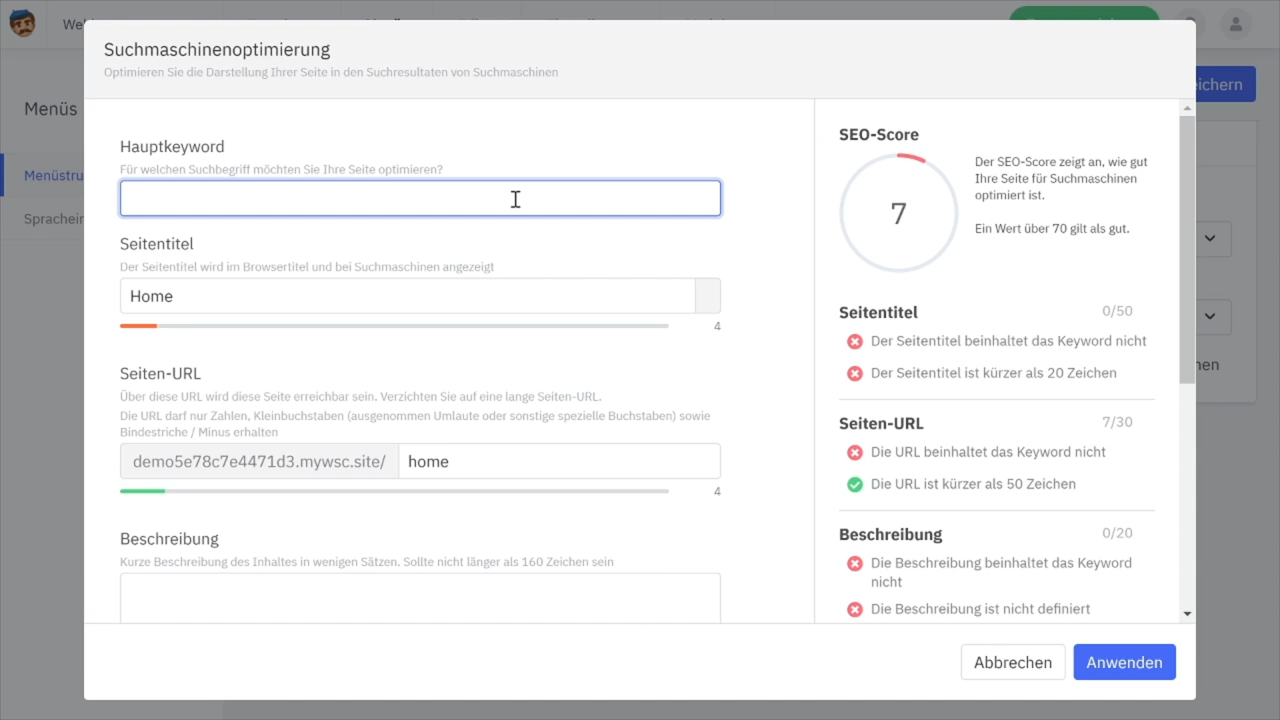 Suchmaschinenoptimierung
Optimieren Sie die Darstellung Ihrer Seite in den Suchresultaten von Suchmaschinen
Menüs
Hauptkeyword
Für welchen Suchbegriff möchten Sie Ihre Seite optimieren?
Seitentitel
Der Seitentitel wird im Browsertitel und bei Suchmaschinen angezeigt
Home
4
Seiten-URL
Über diese URL wird diese Seite erreichbar sein. Verzichten Sie auf eine lange Seiten-URL.
Die URL darf nur Zahlen, Kleinbuchstaben (ausgenommen Umlaute oder sonstige spezielle Buchstaben) sowie
Bindestriche / Minus erhalten
demo5e78c7e4471d3.mywsc.site/ home
4
Beschreibung
Kurze Beschreibung des Inhaltes in wenigen Sätzen. Sollte nicht länger als 160 Zeichen sein
SEO-Score
7
Der SEO-Score zeigt an, wie gut
Ihre Seite für Suchmaschinen
optimiert ist.
Ein Wert über 70 gilt als gut.
Seitentitel 0/50
Der Seitentitel beinhaltet das Keyword nicht
Der Seitentitel ist kürzer als 20 Zeichen
Seiten-URL 7/30
Die URL beinhaltet das Keyword nicht
Die URL ist kürzer als 50 Zeichen
Beschreibung 0/20
Die Beschreibung beinhaltet das Keyword
nicht
Die Beschreibung ist nicht definiert
Abbrechen
Anwenden